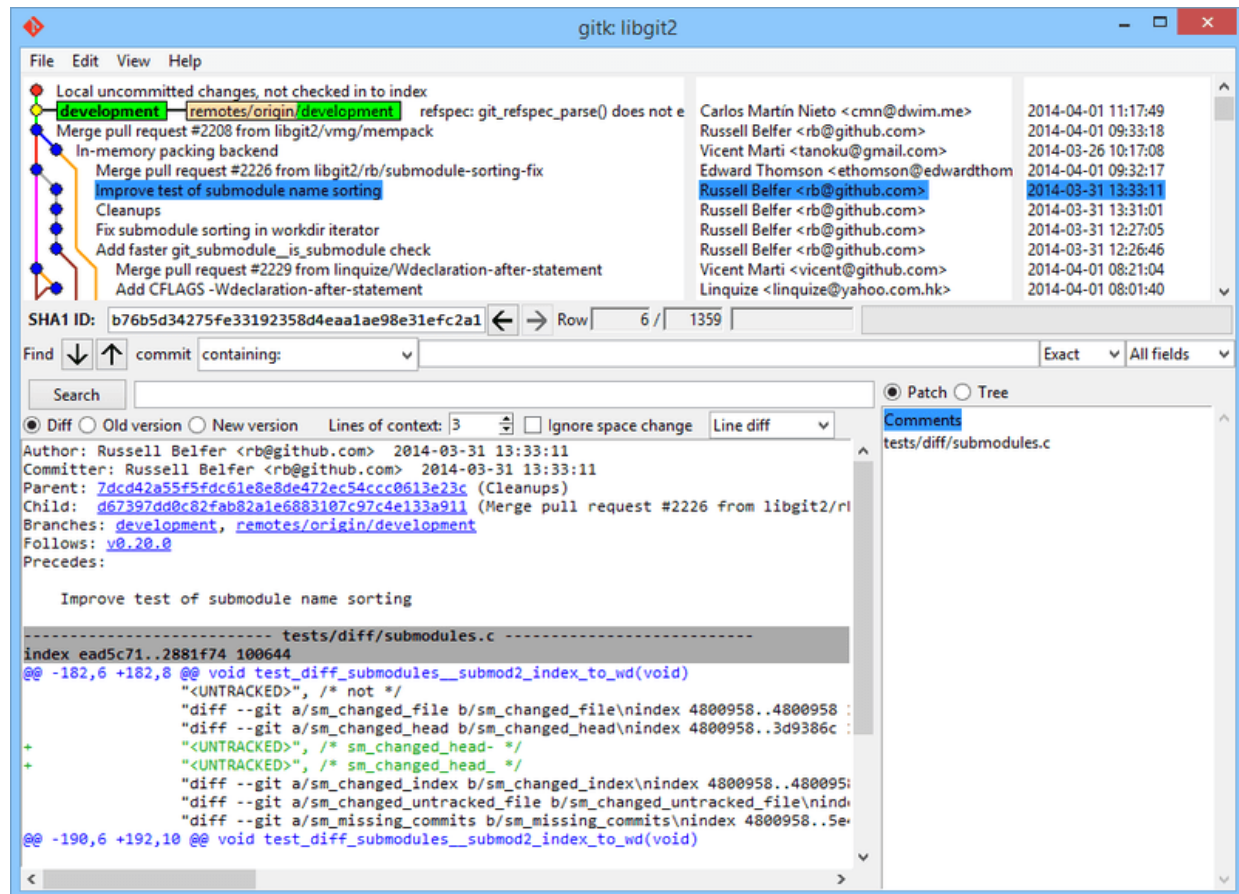 gitk: libgit2
File Edit View Help
Local uncommitted changes, not checked in to index
development remotes/origin/development refspec: git_refspec_parse() does not e Carlos Martín Nieto <cmn@dwim.me> 2014-04-01 11:17:49
Merge pull request #2208 from libgit2/vmg/mempack Russell Belfer <rb@github.com> 2014-04-01 09:33:18
In-memory packing backend Vicent Marti <tanoku@gmail.com> 2014-03-26 10:17:08
Merge pull request #2226 from libgit2/rb/submodule-sorting-fix Edward Thomson <ethomson@edwardthom 2014-04-01 09:32:17
Improve test of submodule name sorting Russell Belfer <rb@github.com> 2014-03-31 13:33:11
Cleanups Russell Belfer <rb@github.com> 2014-03-31 13:31:01
Fix submodule sorting in workdir iterator Russell Belfer <rb@github.com> 2014-03-31 12:27:05
Add faster git_submodule__is_submodule check Russell Belfer <rb@github.com> 2014-03-31 12:26:46
Merge pull request #2229 from linquize/Wdeclaration-after-statement Vicent Marti <vicent@github.com> 2014-04-01 08:21:04
Add CFLAGS -Wdeclaration-after-statement Linquize <linquize@yahoo.com.hk> 2014-04-01 08:01:40
SHA1 ID: b76b5d34275fe33192358d4eaa1ae98e31efc2a1 Row 6 / 1359
Find commit containing: Exact All fields
Search Patch Tree
Diff Old version New version Lines of context: 3 Ignore space change Line diff
Comments
tests/diff/submodules.c
Author: Russell Belfer <rb@github.com> 2014-03-31 13:33:11
Committer: Russell Belfer <rb@github.com> 2014-03-31 13:33:11
Parent: 7dcd42a55f5fdc61e8e8de472ec54ccc0613e23c (Cleanups)
Child: d67397dd0c82fab82a1e6883107c97c4e133a911 (Merge pull request #2226 from libgit2/r
Branches: development, remotes/origin/development
Follows: v0.20.0
Precedes:
Improve test of submodule name sorting
--------------------------- tests/diff/submodules.c ---------------------------
index ead5c71..2881f74 100644
@@ -182,6 +182,8 @@ void test_diff_submodules__submod2_index_to_wd(void)
"<UNTRACKED>", /* not */
"diff --git a/sm_changed_file b/sm_changed_file\nindex 4800958..4800958
"diff --git a/sm_changed_head b/sm_changed_head\nindex 4800958..3d9386c
+ "<UNTRACKED>", /* sm_changed_head- */
+ "<UNTRACKED>", /* sm_changed_head_ */
"diff --git a/sm_changed_index b/sm_changed_index\nindex 4800958..480095
"diff --git a/sm_changed_untracked_file b/sm_changed_untracked_file\nind
"diff --git a/sm_missing_commits b/sm_missing_commits\nindex 4800958..5e
@@ -190,6 +192,10 @@ void test_diff_submodules__submod2_index_to_wd(void)